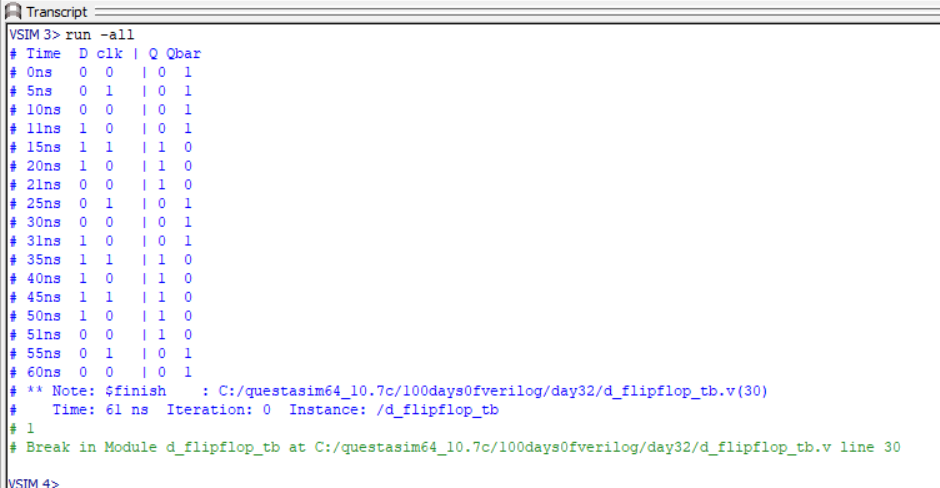 Transcript
VSIM 3> run -all
# Time  D clk | Q Qbar
# 0ns   0  0   | 0  1
# 5ns   0  1   | 0  1
# 10ns  0  0   | 0  1
# 11ns  1  0   | 0  1
# 15ns  1  1   | 1  0
# 20ns  1  0   | 1  0
# 21ns  0  0   | 1  0
# 25ns  0  1   | 0  1
# 30ns  0  0   | 0  1
# 31ns  1  0   | 0  1
# 35ns  1  1   | 1  0
# 40ns  1  0   | 1  0
# 45ns  1  1   | 1  0
# 50ns  1  0   | 1  0
# 51ns  0  0   | 1  0
# 55ns  0  1   | 0  1
# 60ns  0  0   | 0  1
# ** Note: $finish    : C:/questasim64_10.7c/100days0fverilog/day32/d_flipflop_tb.v(30)
#    Time: 61 ns  Iteration: 0  Instance: /d_flipflop_tb
# 1
# Break in Module d_flipflop_tb at C:/questasim64_10.7c/100days0fverilog/day32/d_flipflop_tb.v line 30
VSIM 4>